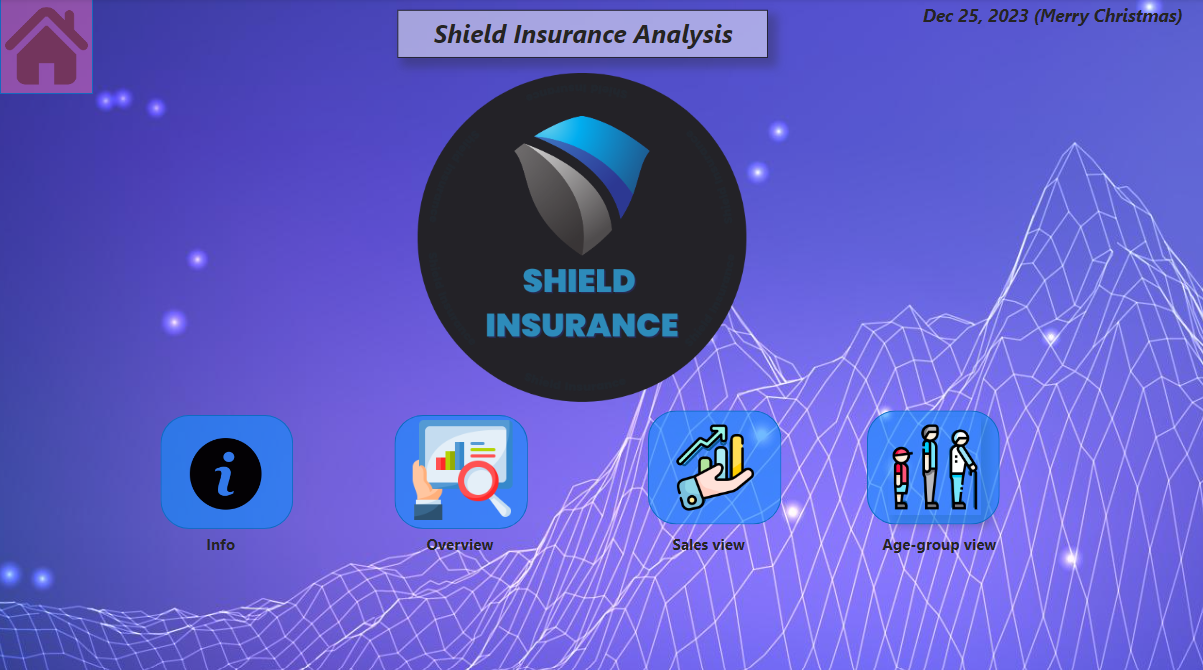 Shield Insurance Analysis
Dec 25, 2023 (Merry Christmas)
SHIELD
INSURANCE
i
Info
Overview
Sales view
Age-group view